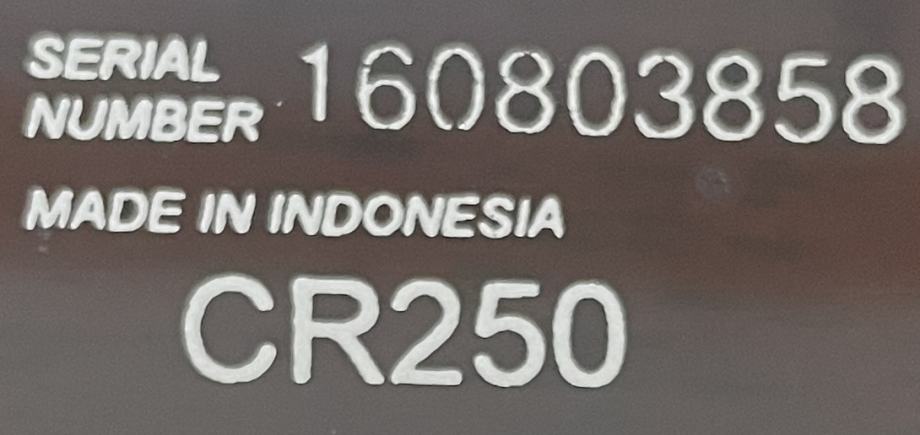 SERIAL
NUMBER 160803858
MADE IN INDONESIA
CR250